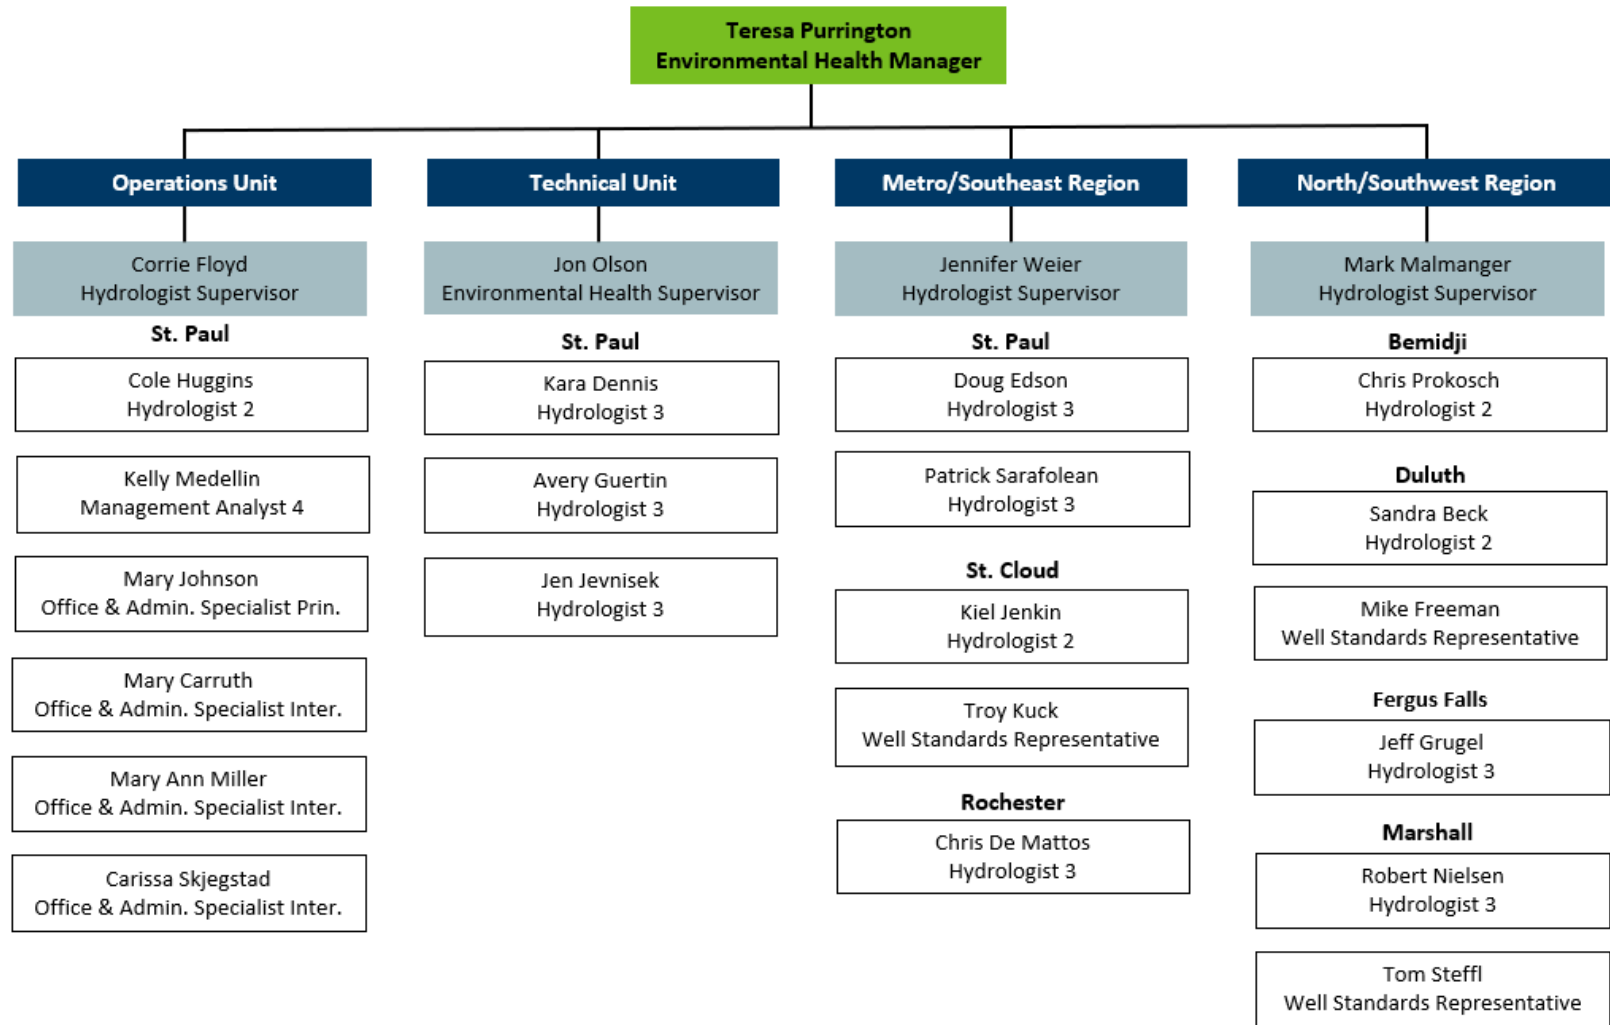 Teresa Purrington
Environmental Health Manager
Operations Unit
Corrie Floyd
Hydrologist Supervisor
St. Paul
Cole Huggins
Hydrologist 2
Kelly Medellin
Management Analyst 4
Mary Johnson
Office & Admin. Specialist Prin.
Mary Carruth
Office & Admin. Specialist Inter.
Mary Ann Miller
Office & Admin. Specialist Inter.
Carissa Skjegstad
Office & Admin. Specialist Inter.
Technical Unit
Jon Olson
Environmental Health Supervisor
St. Paul
Kara Dennis
Hydrologist 3
Avery Guertin
Hydrologist 3
Jen Jevnisek
Hydrologist 3
Metro/Southeast Region
Jennifer Weier
Hydrologist Supervisor
St. Paul
Doug Edson
Hydrologist 3
Patrick Sarafolean
Hydrologist 3
St. Cloud
Kiel Jenkin
Hydrologist 2
Troy Kuck
Well Standards Representative
Rochester
Chris De Mattos
Hydrologist 3
North/Southwest Region
Mark Malmanger
Hydrologist Supervisor
Bemidji
Chris Prokosch
Hydrologist 2
Duluth
Sandra Beck
Hydrologist 2
Mike Freeman
Well Standards Representative
Fergus Falls
Jeff Grugel
Hydrologist 3
Marshall
Robert Nielsen
Hydrologist 3
Tom Steffl
Well Standards Representative